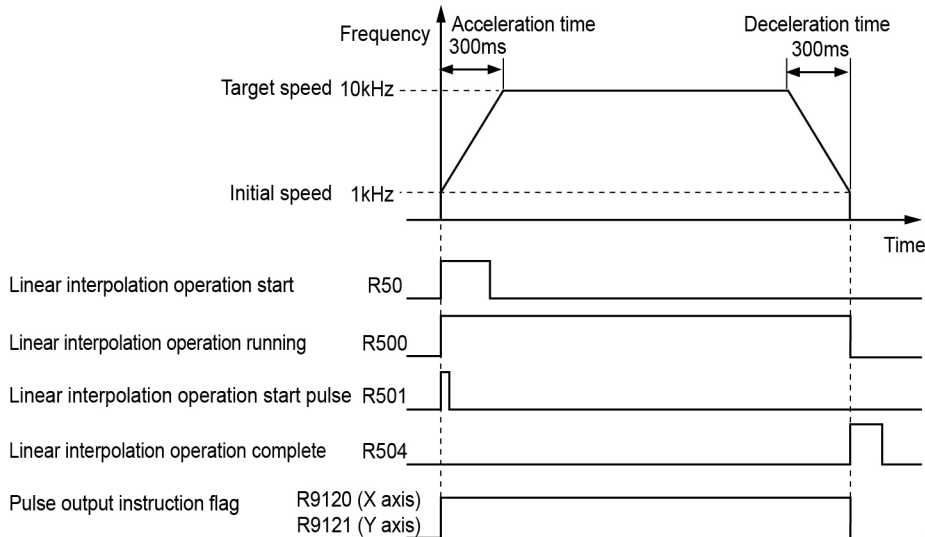 Frequency
Acceleration time
300ms
Deceleration time
300ms
Target speed 10kHz
Initial speed 1kHz
Time
Linear interpolation operation start R50
Linear interpolation operation running R500
Linear interpolation operation start pulse R501
Linear interpolation operation complete R504
Pulse output instruction flag R9120 (X axis)
R9121 (Y axis)